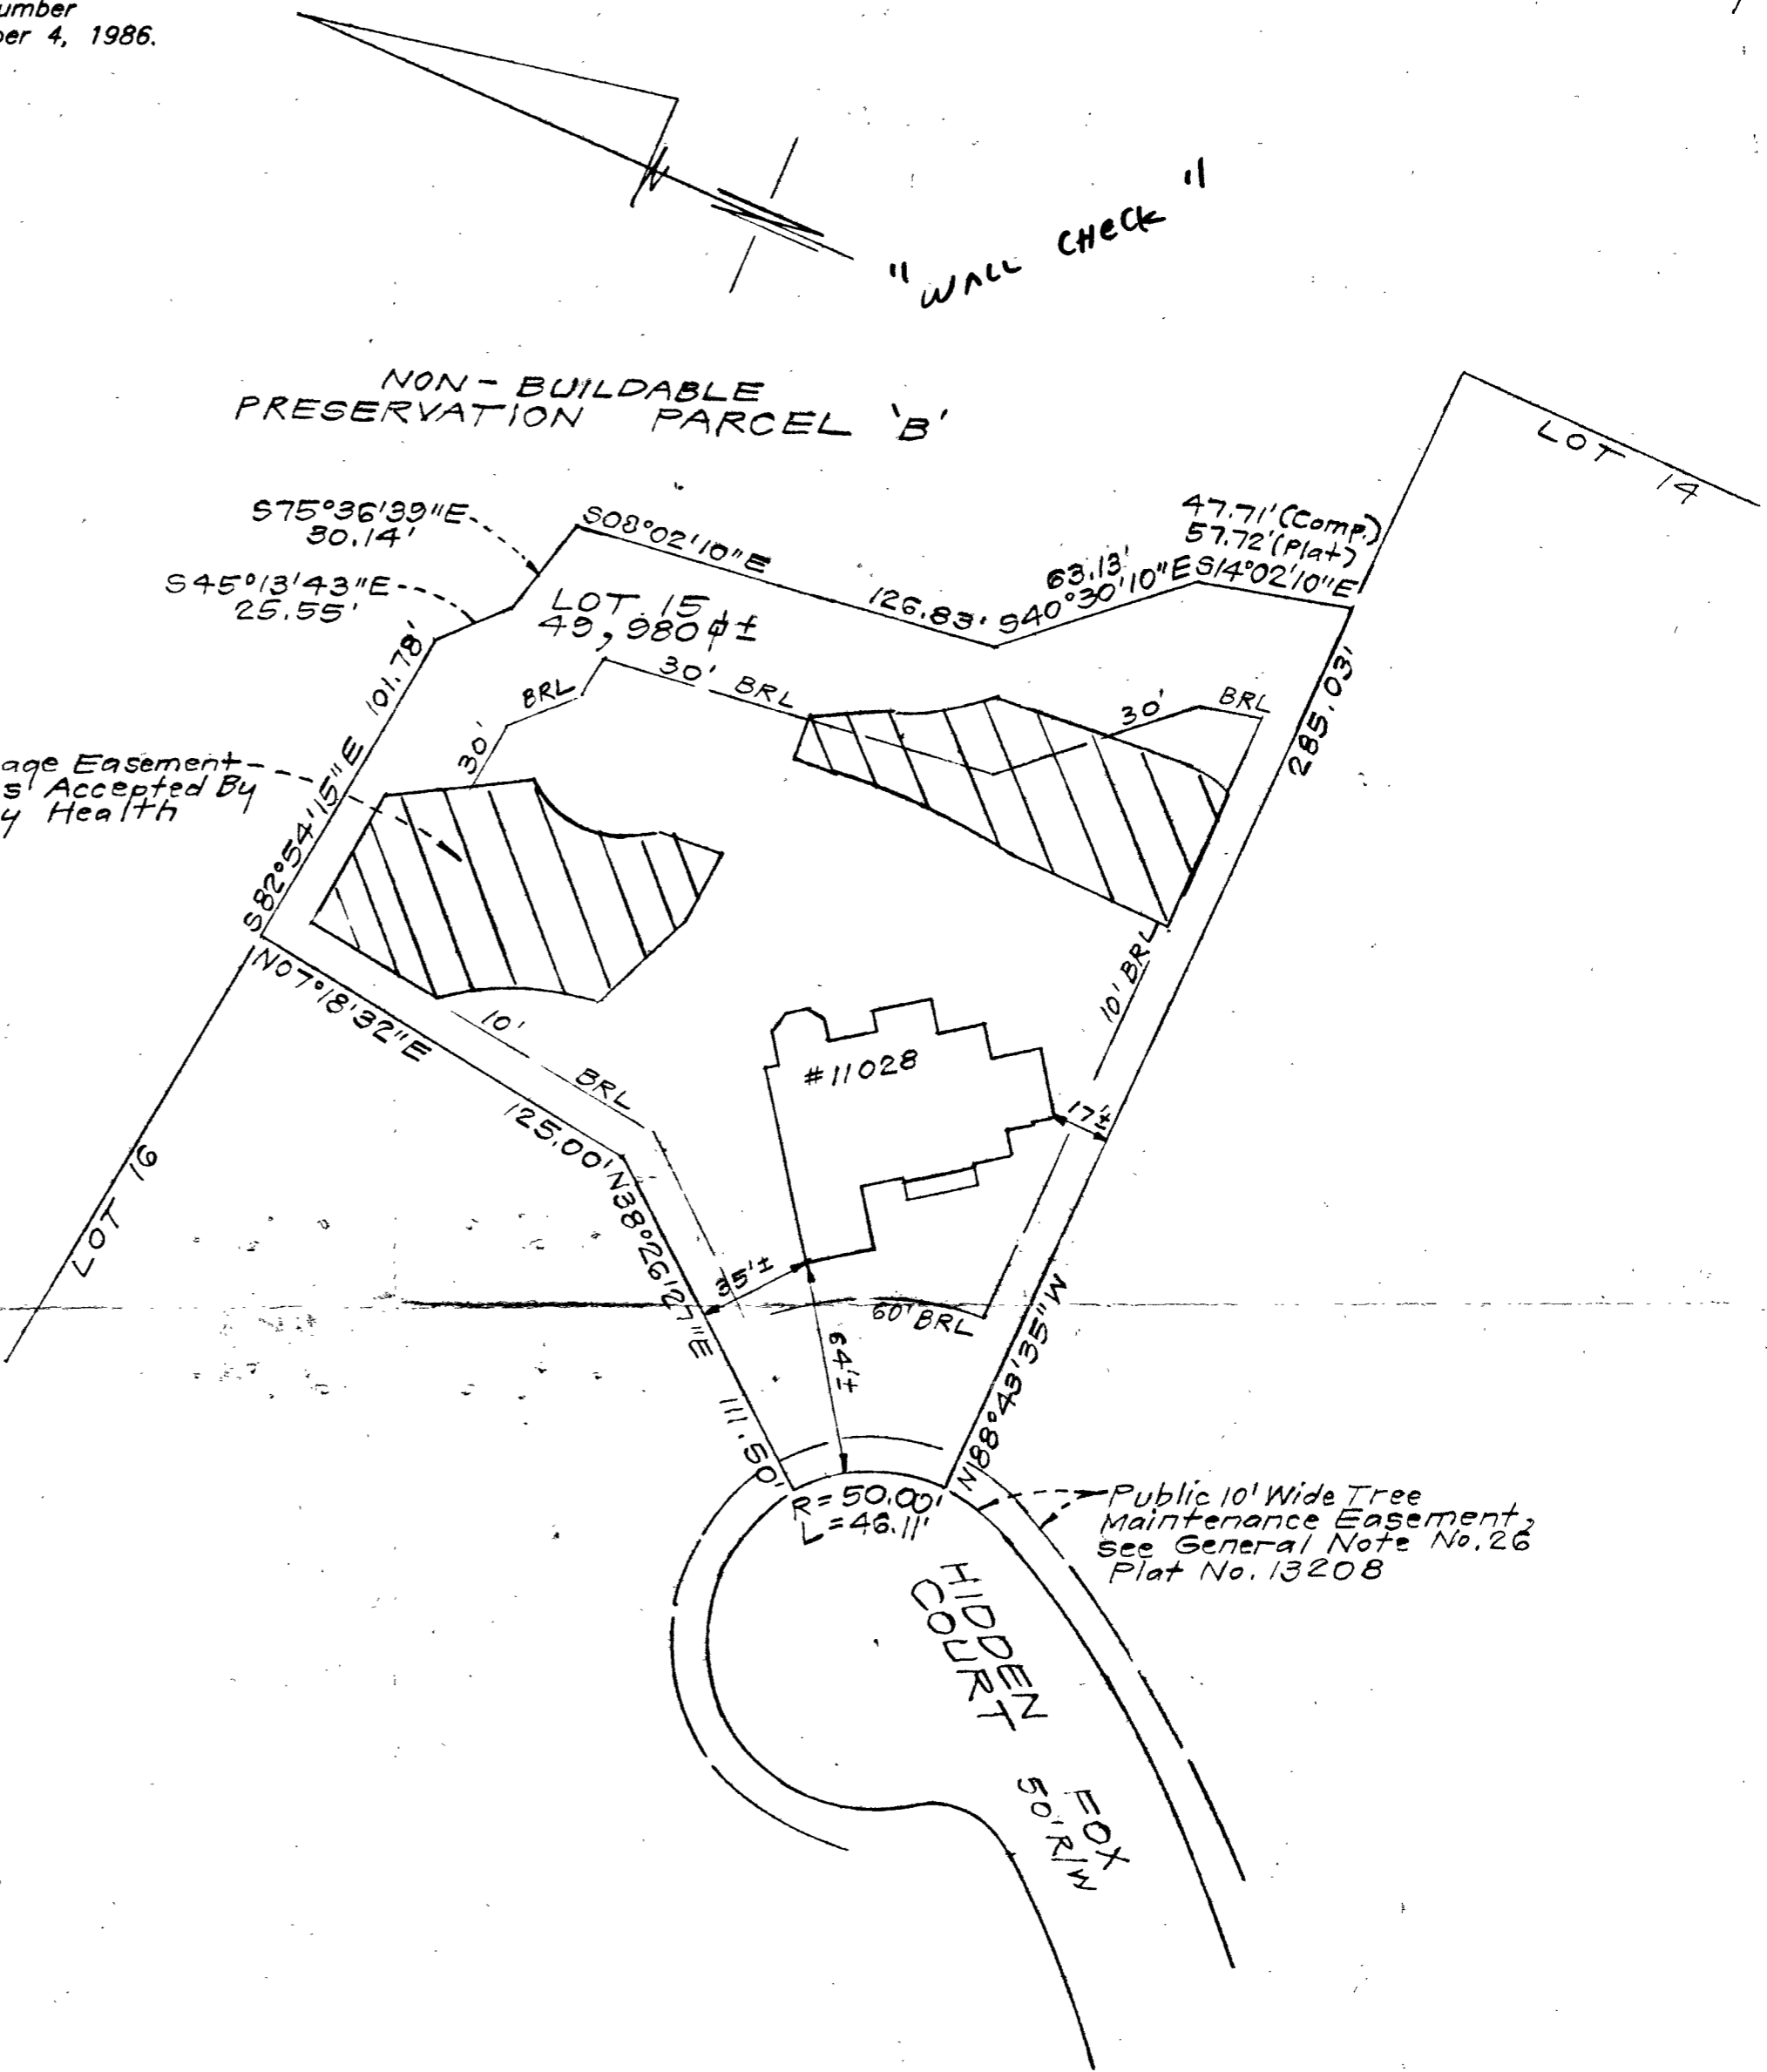 umber
ber 4, 1986.
N
"WALL CHECK"
NON-BUILDABLE
PRESERVATION PARCEL 'B'
LOT 14
S75°36'39"E
30.14'
S08°02'10"E
126.83'
47.71' (Comp.)
57.72' (Plat)
63.13'
S40°30'10"E
S14°02'10"E
S45°13'43"E
25.55'
LOT 15
49,980 ±
101.78'
S82°54'15"E
30' BRL
BRL
30'
30' BRL
285.03'
age Easement
s Accepted By
y Health
N07°18'32"E
125.00'
10' BRL
10' BRL
#11028
17'±
LOT 16
N38°26'27"E
111.50'
35'±
60' BRL
64'±
N88°43'35"W
R=50.00'
L=46.11'
Public 10' Wide Tree
Maintenance Easement,
see General Note No. 26
Plat No. 13208
HIDDEN FOX
COURT 50' R/W